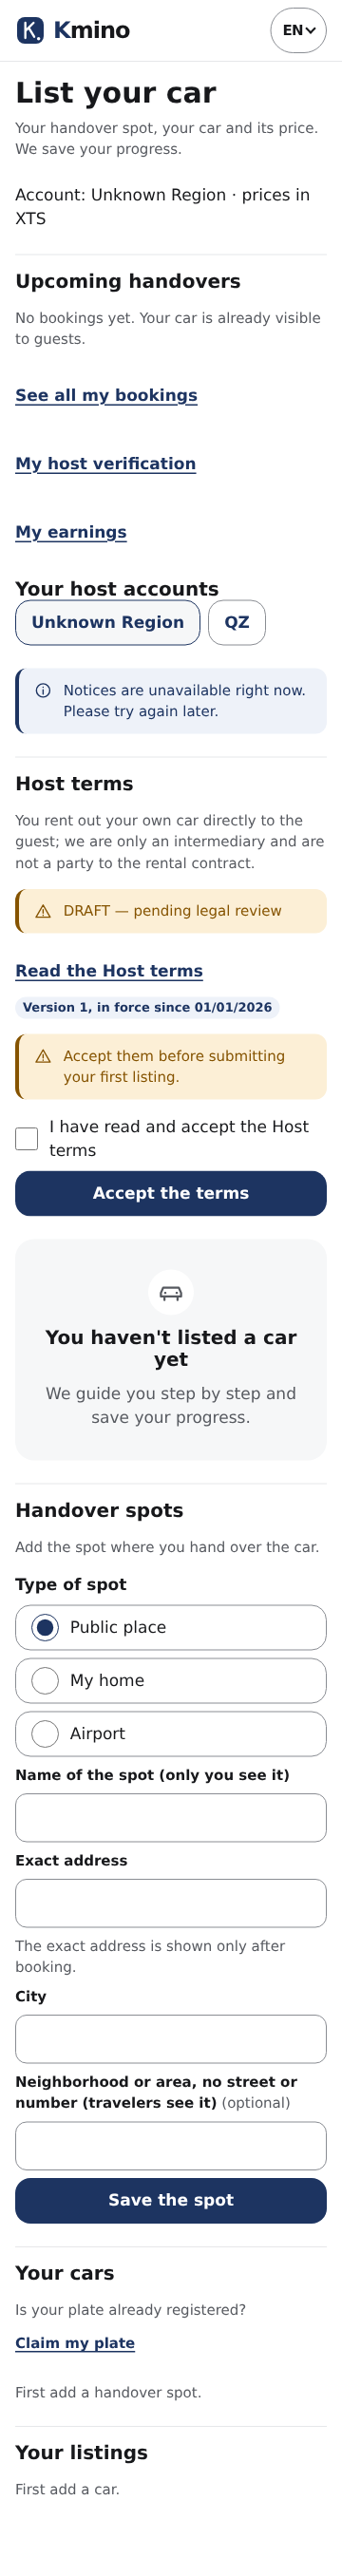 Kmino
EN
List your car
Your handover spot, your car and its price.
We save your progress.
Account: Unknown Region · prices in
XTS
Upcoming handovers
No bookings yet. Your car is already visible
to guests.
See all my bookings
My host verification
My earnings
Your host accounts
Unknown Region
QZ
Notices are unavailable right now.
Please try again later.
Host terms
You rent out your own car directly to the
guest; we are only an intermediary and are
not a party to the rental contract.
DRAFT — pending legal review
Read the Host terms
Version 1, in force since 01/01/2026
Accept them before submitting
your first listing.
I have read and accept the Host
terms
Accept the terms
You haven't listed a car
yet
We guide you step by step and
save your progress.
Handover spots
Add the spot where you hand over the car.
Type of spot
Public place
My home
Airport
Name of the spot (only you see it)
Exact address
The exact address is shown only after
booking.
City
Neighborhood or area, no street or
number (travelers see it) (optional)
Save the spot
Your cars
Is your plate already registered?
Claim my plate
First add a handover spot.
Your listings
First add a car.